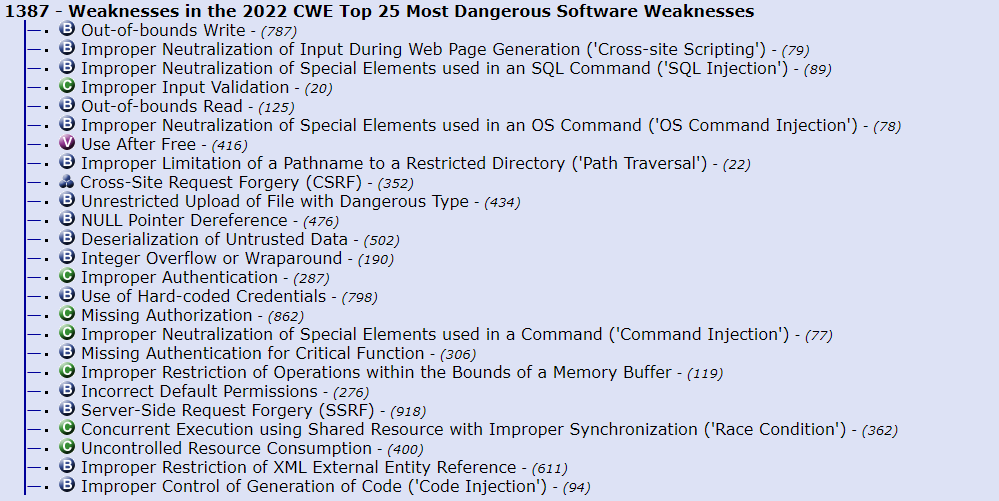 1387 - Weaknesses in the 2022 CWE Top 25 Most Dangerous Software Weaknesses
B Out-of-bounds Write - (787)
B Improper Neutralization of Input During Web Page Generation ('Cross-site Scripting') - (79)
B Improper Neutralization of Special Elements used in an SQL Command ('SQL Injection') - (89)
C Improper Input Validation - (20)
B Out-of-bounds Read - (125)
B Improper Neutralization of Special Elements used in an OS Command ('OS Command Injection') - (78)
V Use After Free - (416)
B Improper Limitation of a Pathname to a Restricted Directory ('Path Traversal') - (22)
Cross-Site Request Forgery (CSRF) - (352)
B Unrestricted Upload of File with Dangerous Type - (434)
B NULL Pointer Dereference - (476)
B Deserialization of Untrusted Data - (502)
B Integer Overflow or Wraparound - (190)
C Improper Authentication - (287)
B Use of Hard-coded Credentials - (798)
C Missing Authorization - (862)
C Improper Neutralization of Special Elements used in a Command ('Command Injection') - (77)
B Missing Authentication for Critical Function - (306)
C Improper Restriction of Operations within the Bounds of a Memory Buffer - (119)
B Incorrect Default Permissions - (276)
B Server-Side Request Forgery (SSRF) - (918)
C Concurrent Execution using Shared Resource with Improper Synchronization ('Race Condition') - (362)
C Uncontrolled Resource Consumption - (400)
B Improper Restriction of XML External Entity Reference - (611)
B Improper Control of Generation of Code ('Code Injection') - (94)